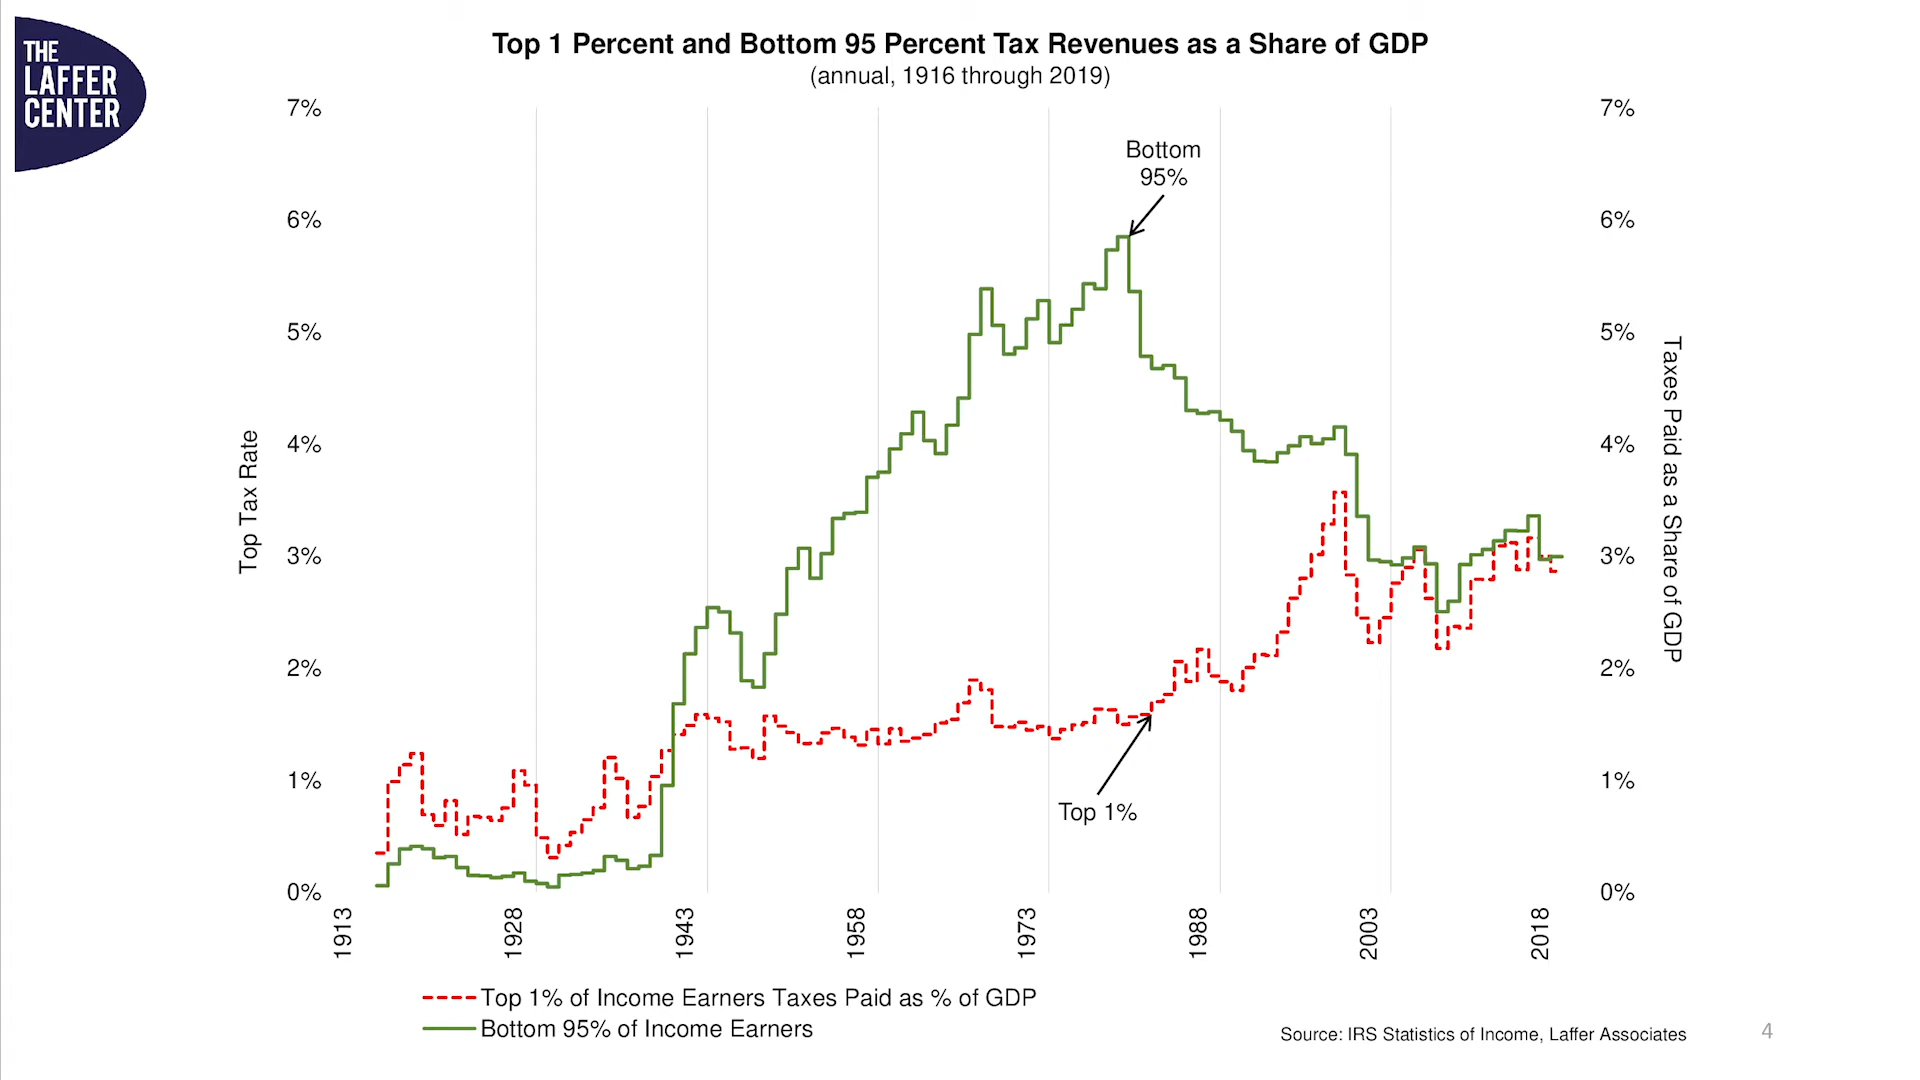 THE
LAFFER
CENTER
Top 1 Percent and Bottom 95 Percent Tax Revenues as a Share of GDP
(annual, 1916 through 2019)
7%
6%
5%
4%
3%
2%
1%
0%
Top Tax Rate
Bottom
95%
Top 1%
7%
6%
5%
4%
3%
2%
1%
0%
Taxes Paid as a Share of GDP
1913
1928
1943
1958
1973
1988
2003
2018
Top 1% of Income Earners Taxes Paid as % of GDP
Bottom 95% of Income Earners
Source: IRS Statistics of Income, Laffer Associates
4